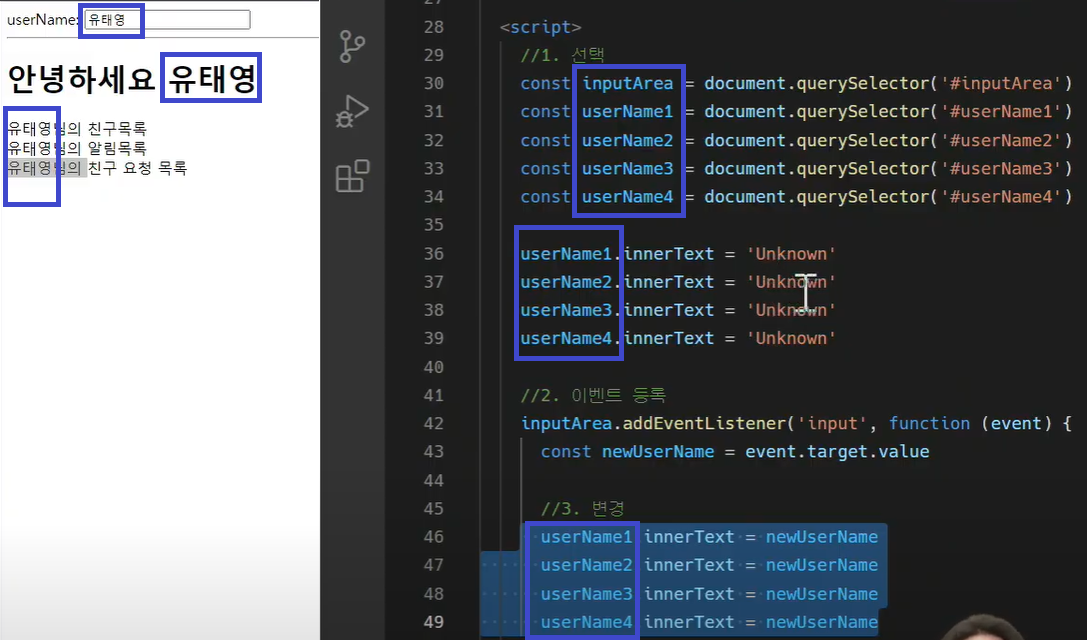 userName: 유태영
안녕하세요 유태영
유태영님의 친구목록
유태영님의 알림목록
유태영님의 친구 요청 목록
27
28 <script>
29 //1. 선택
30 const inputArea = document.querySelector('#inputArea')
31 const userName1 = document.querySelector('#userName1')
32 const userName2 = document.querySelector('#userName2')
33 const userName3 = document.querySelector('#userName3')
34 const userName4 = document.querySelector('#userName4')
35
36 userName1.innerText = 'Unknown'
37 userName2.innerText = 'Unknown'
38 userName3.innerText = 'Unknown'
39 userName4.innerText = 'Unknown'
40
41 //2. 이벤트 등록
42 inputArea.addEventListener('input', function (event) {
43 const newUserName = event.target.value
44
45 //3. 변경
46 userName1 innerText = newUserName
47 userName2 innerText = newUserName
48 userName3 innerText = newUserName
49 userName4 innerText = newUserName